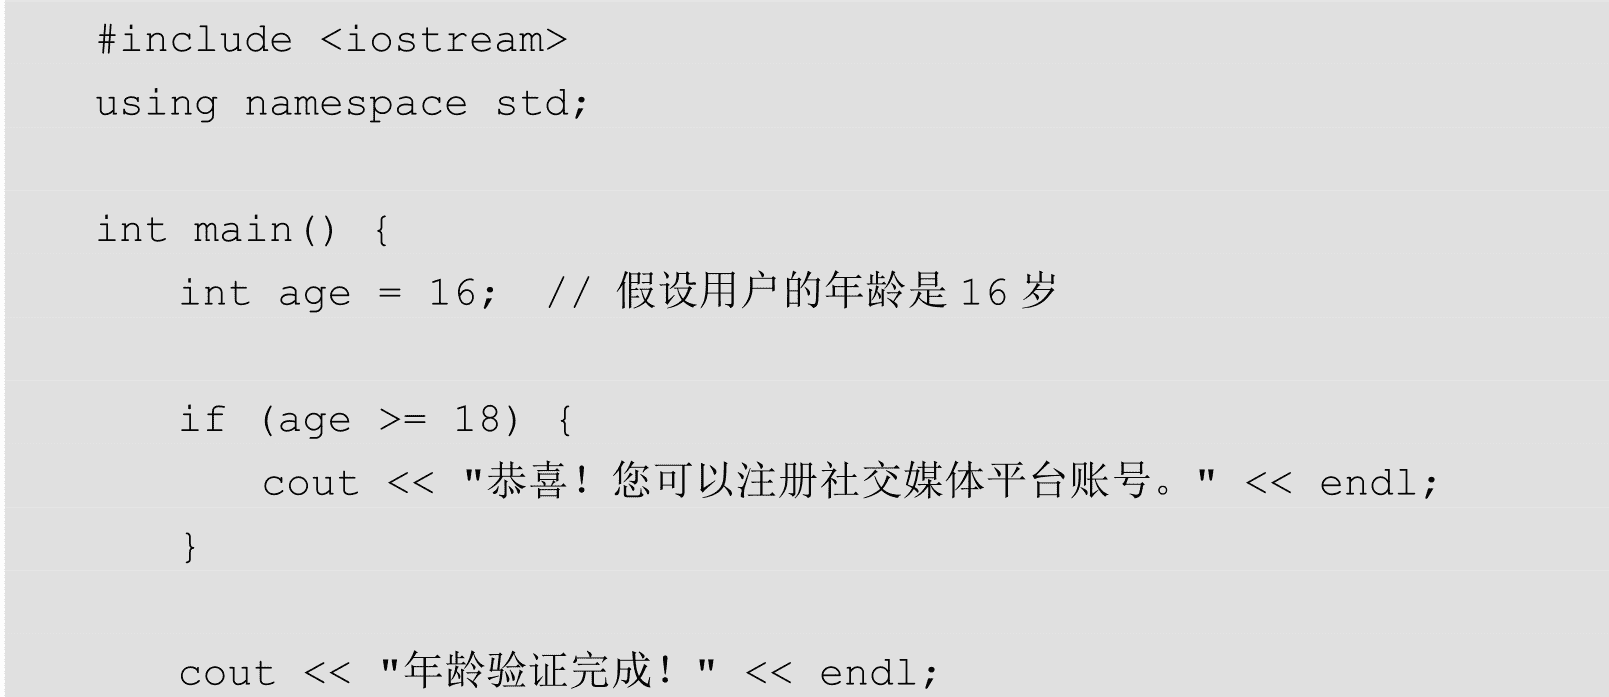 #include <iostream>
using namespace std;
int main() {
int age = 16; // 假设用户的年龄是16岁
if (age >= 18) {
cout << "恭喜！您可以注册社交媒体平台账号。" << endl;
}
cout << "年龄验证完成！" << endl;